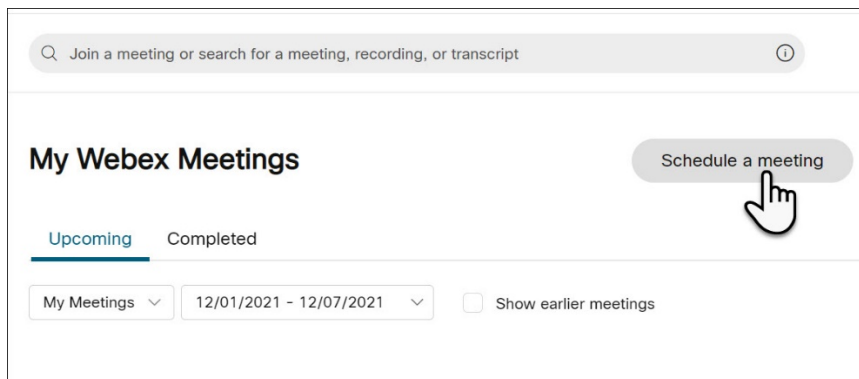 Join a meeting or search for a meeting, recording, or transcript
My Webex Meetings
Schedule a meeting
Upcoming
Completed
My Meetings
12/01/2021 - 12/07/2021
Show earlier meetings